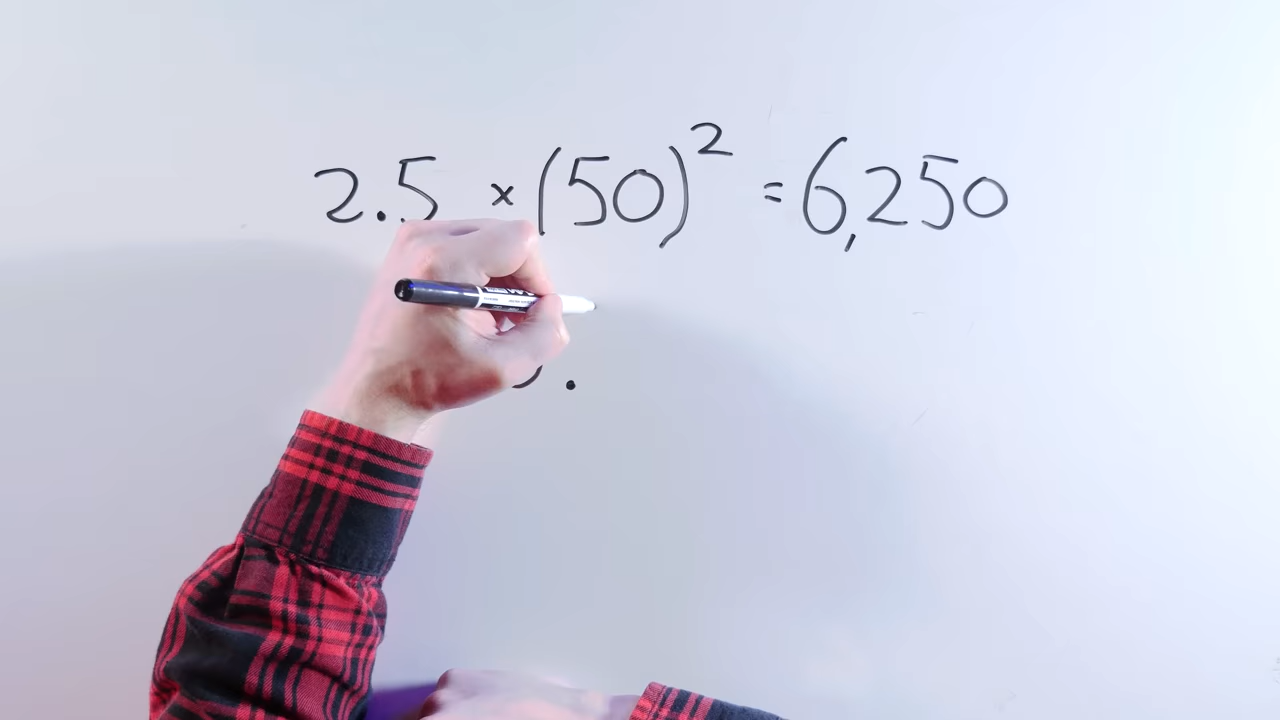 2.5 × (50)² = 6,250